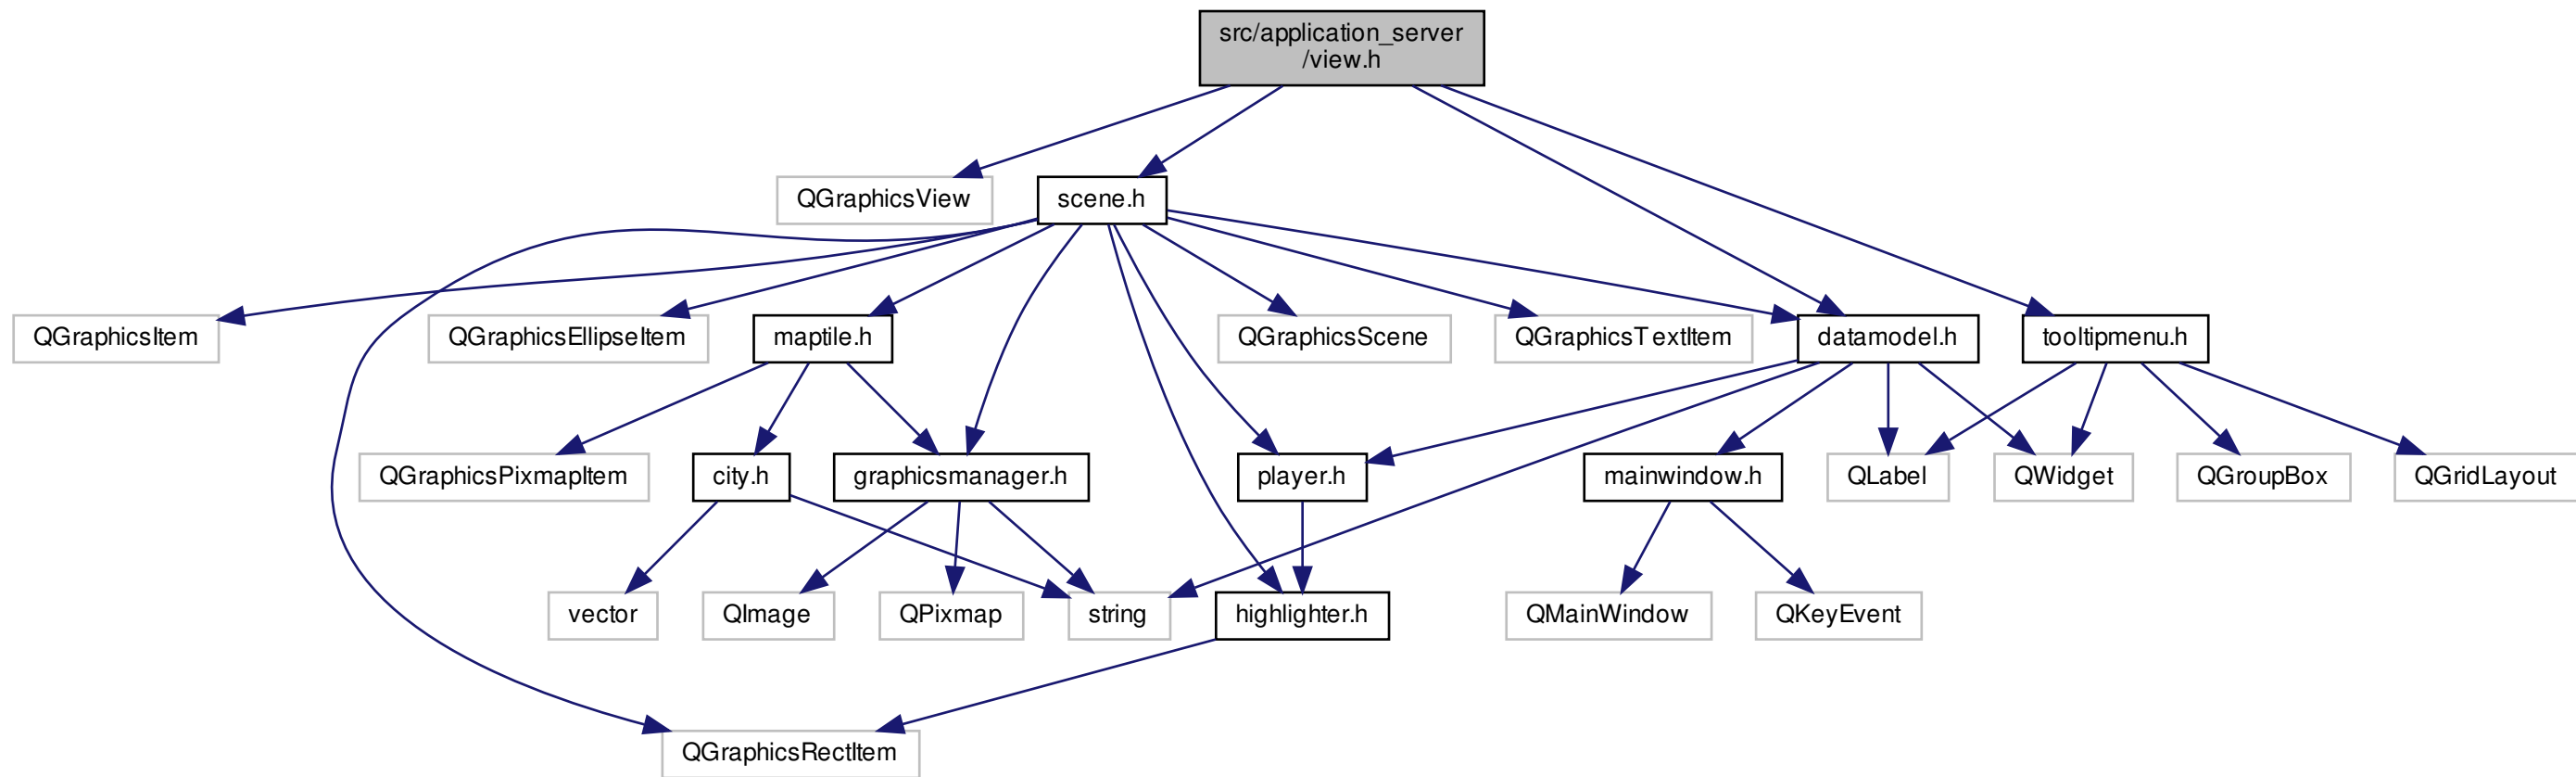 src/application_server
/view.h
QGraphicsView
scene.h
QGraphicsItem
QGraphicsEllipseItem
maptile.h
QGraphicsScene
QGraphicsTextItem
datamodel.h
tooltipmenu.h
QGraphicsPixmapItem
city.h
graphicsmanager.h
player.h
mainwindow.h
QLabel
QWidget
QGroupBox
QGridLayout
vector
QImage
QPixmap
string
highlighter.h
QMainWindow
QKeyEvent
QGraphicsRectItem